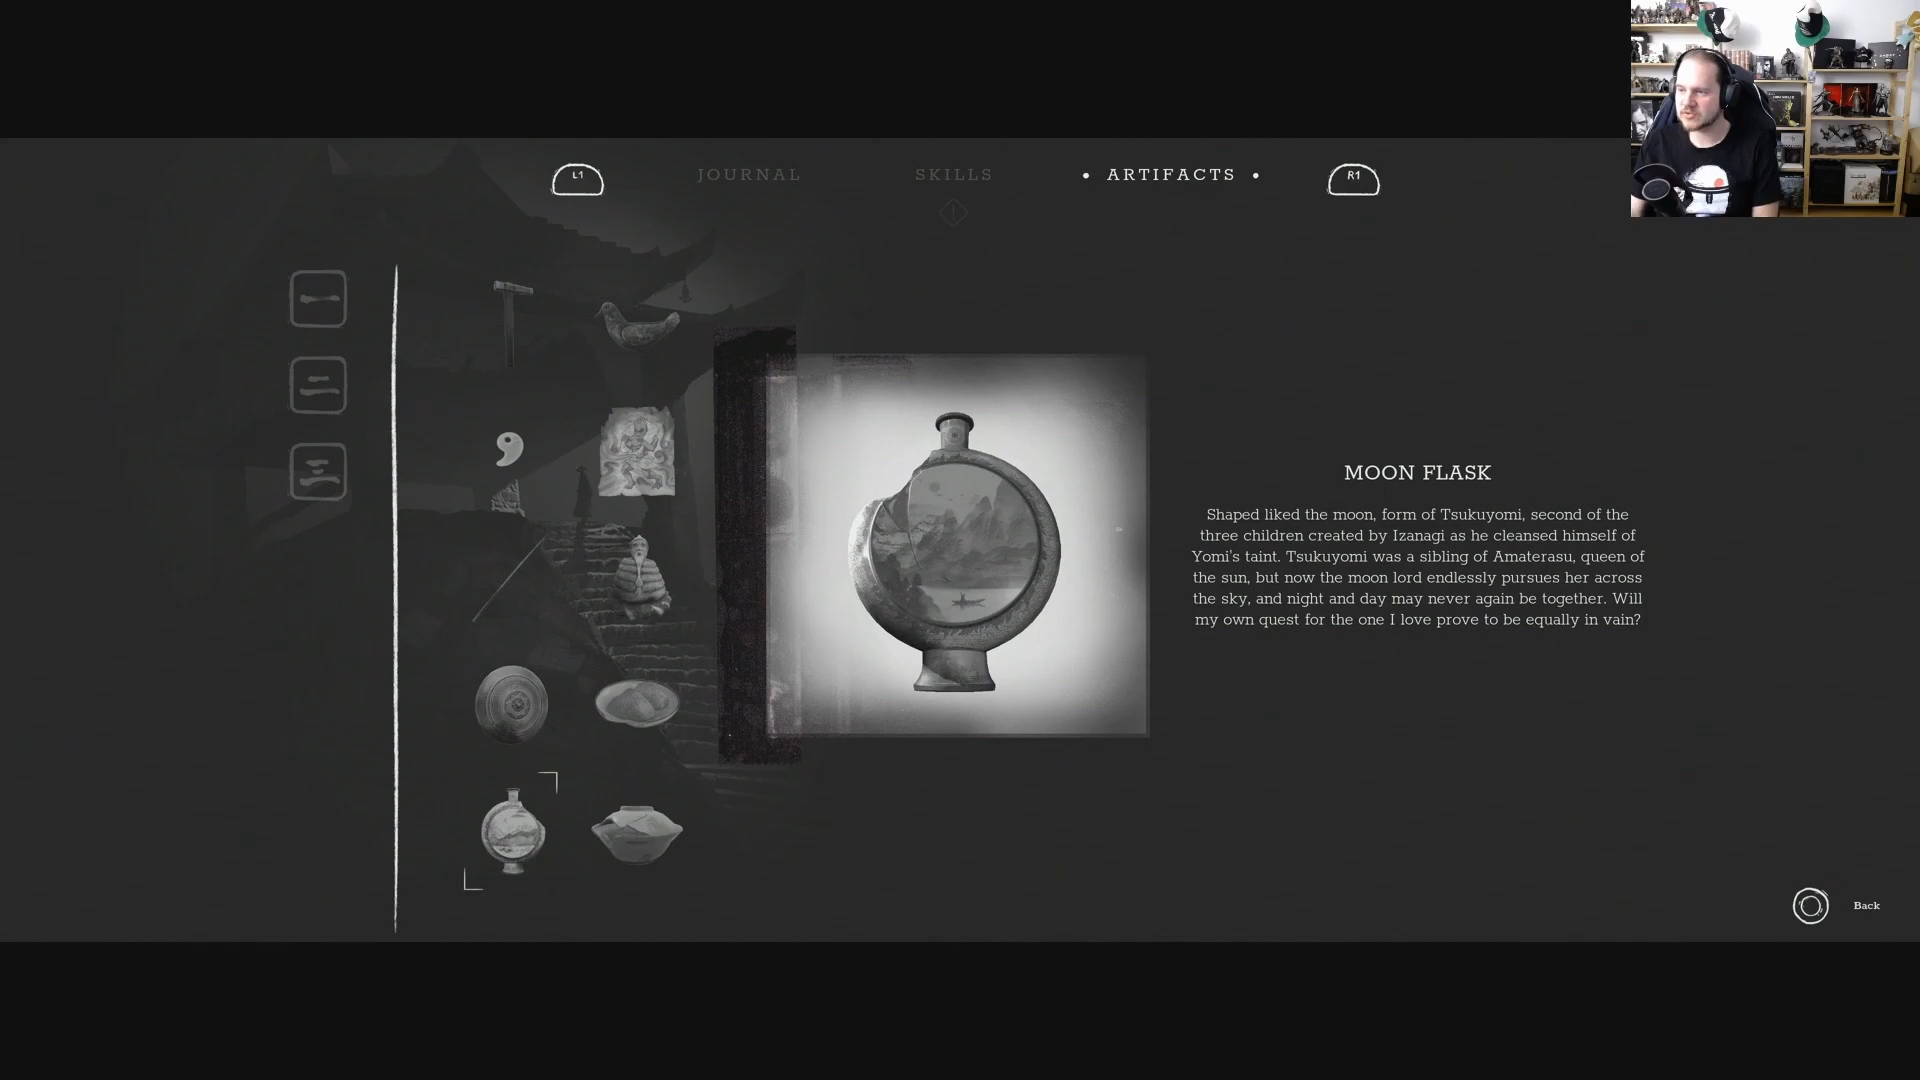 L1
JOURNAL
SKILLS
• ARTIFACTS •
R1
一
二
三
MOON FLASK
Shaped liked the moon, form of Tsukuyomi, second of the
three children created by Izanagi as he cleansed himself of
Yomi's taint. Tsukuyomi was a sibling of Amaterasu, queen of
the sun, but now the moon lord endlessly pursues her across
the sky, and night and day may never again be together. Will
my own quest for the one I love prove to be equally in vain?
Back